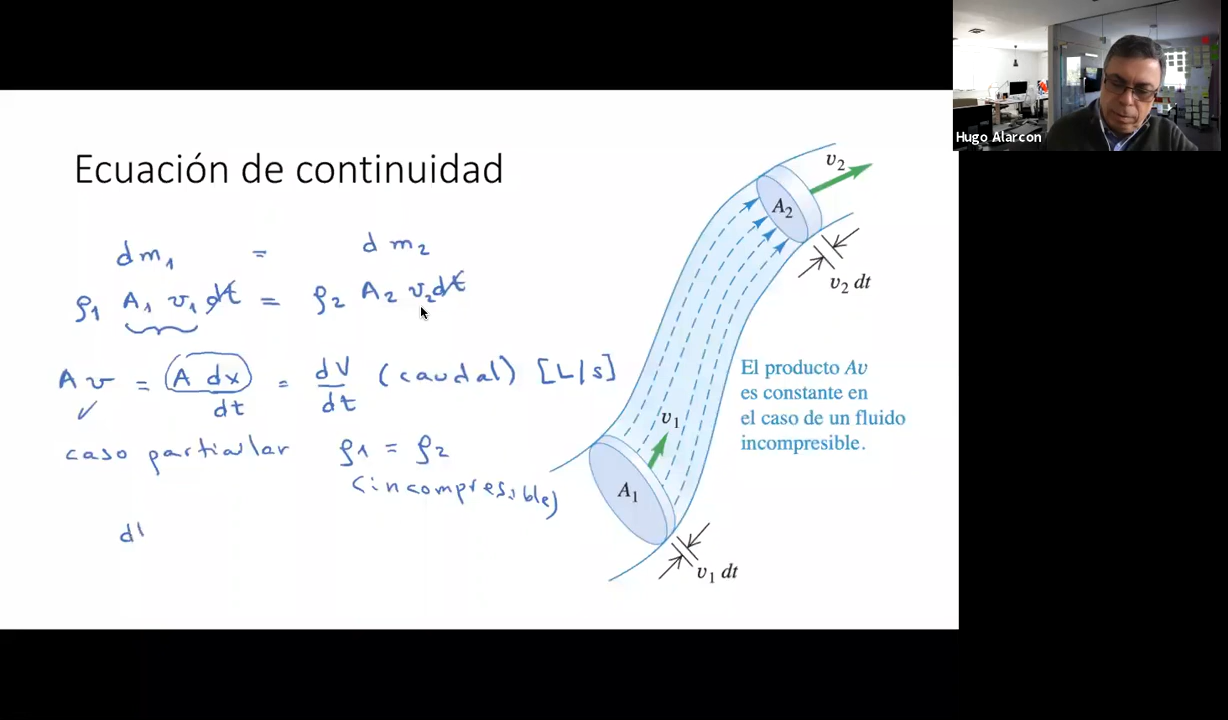 Hugo Alarcon
Ecuación de continuidad
dm₁ = dm₂
ρ₁ A₁ v₁ dt = ρ₂ A₂ v₂ dt
A v = A dx / dt = dV / dt (caudal) [L/s]
caso particular ρ₁ = ρ₂
(incompresible)
v₂
A₂
v₂ dt
El producto Av
es constante en
el caso de un fluido
incompresible.
v₁
A₁
v₁ dt